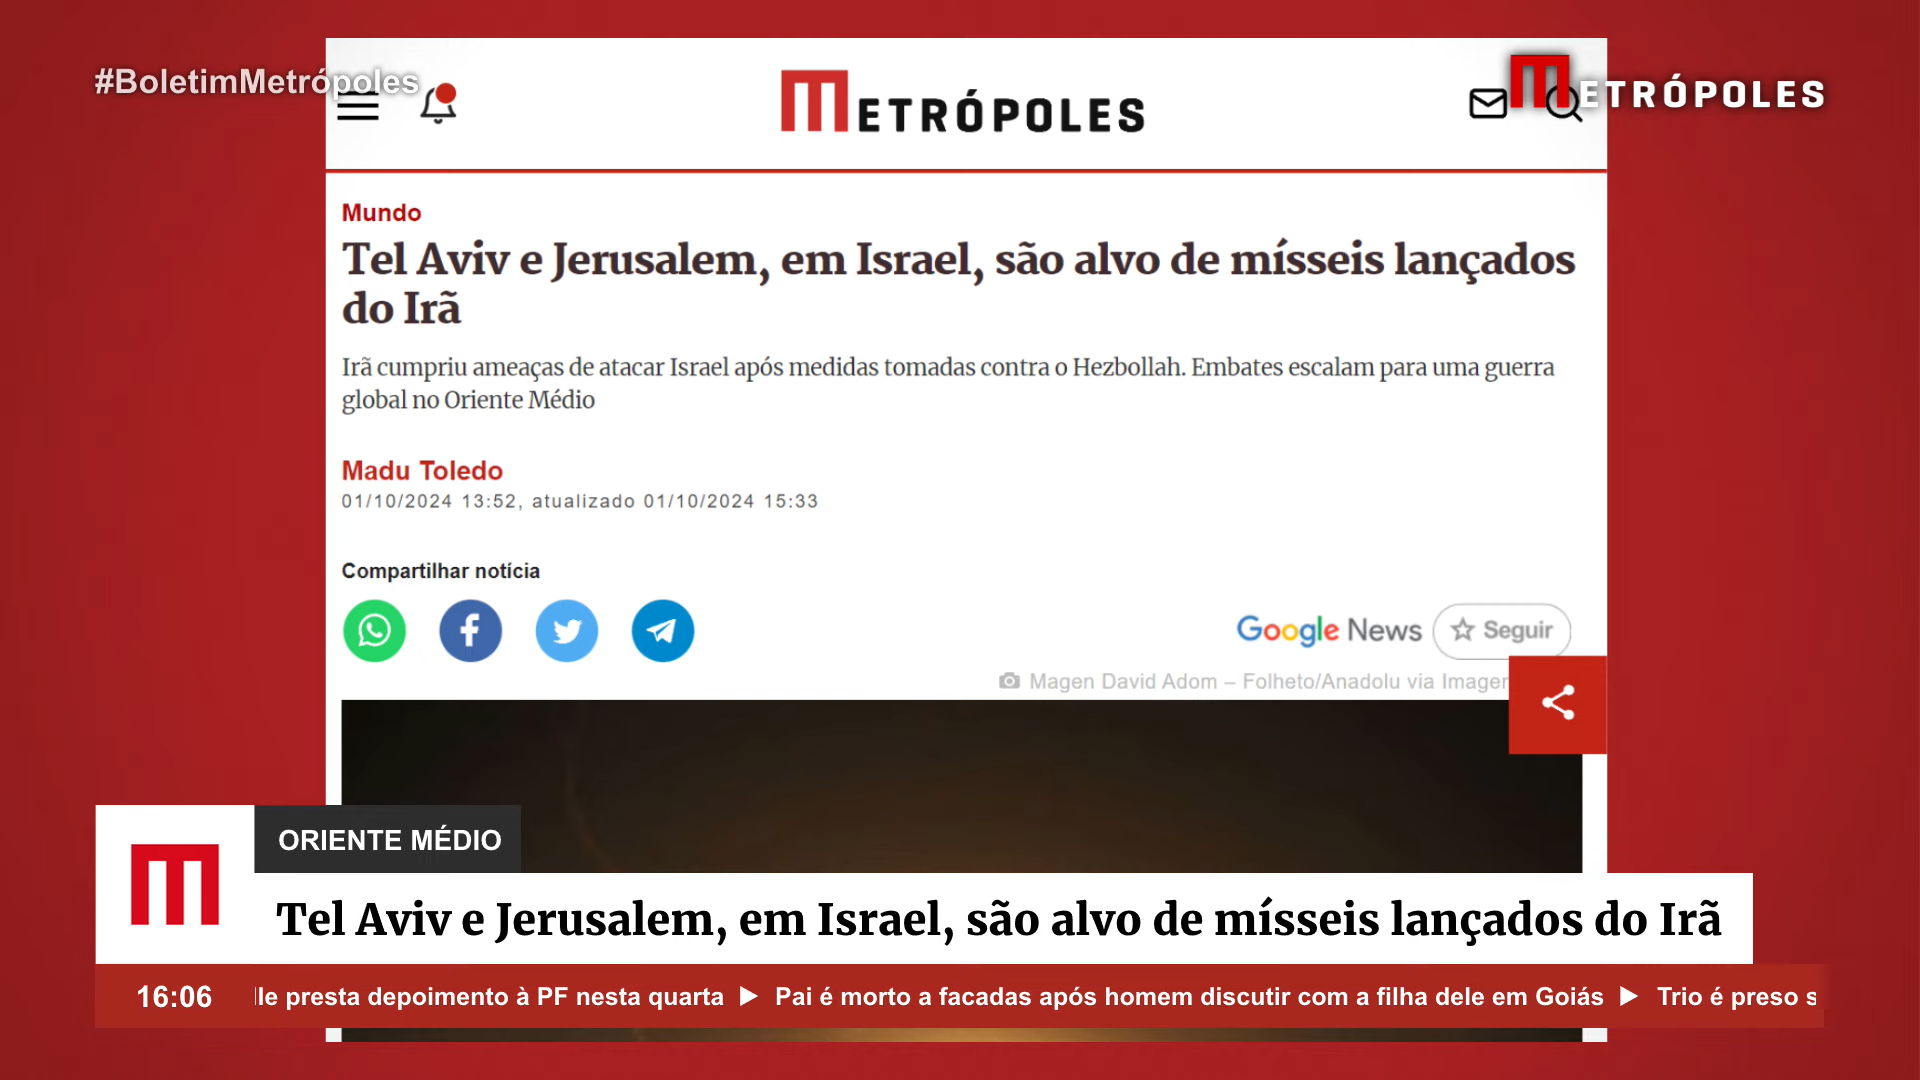 #BoletimMetrópoles
METRÓPOLES
METRÓPOLES
Mundo
Tel Aviv e Jerusalem, em Israel, são alvo de mísseis lançados
do Irã
Irã cumpriu ameaças de atacar Israel após medidas tomadas contra o Hezbollah. Embates escalam para uma guerra
global no Oriente Médio
Madu Toledo
01/10/2024 13:52, atualizado 01/10/2024 15:33
Compartilhar notícia
Google News Seguir
Magen David Adom – Folheto/Anadolu via
ORIENTE MÉDIO
M
Tel Aviv e Jerusalem, em Israel, são alvo de mísseis lançados do Irã
16:06 presta depoimento à PF nesta quarta ▶ Pai é morto a facadas após homem discutir com a filha dele em Goiás ▶ Trio é preso